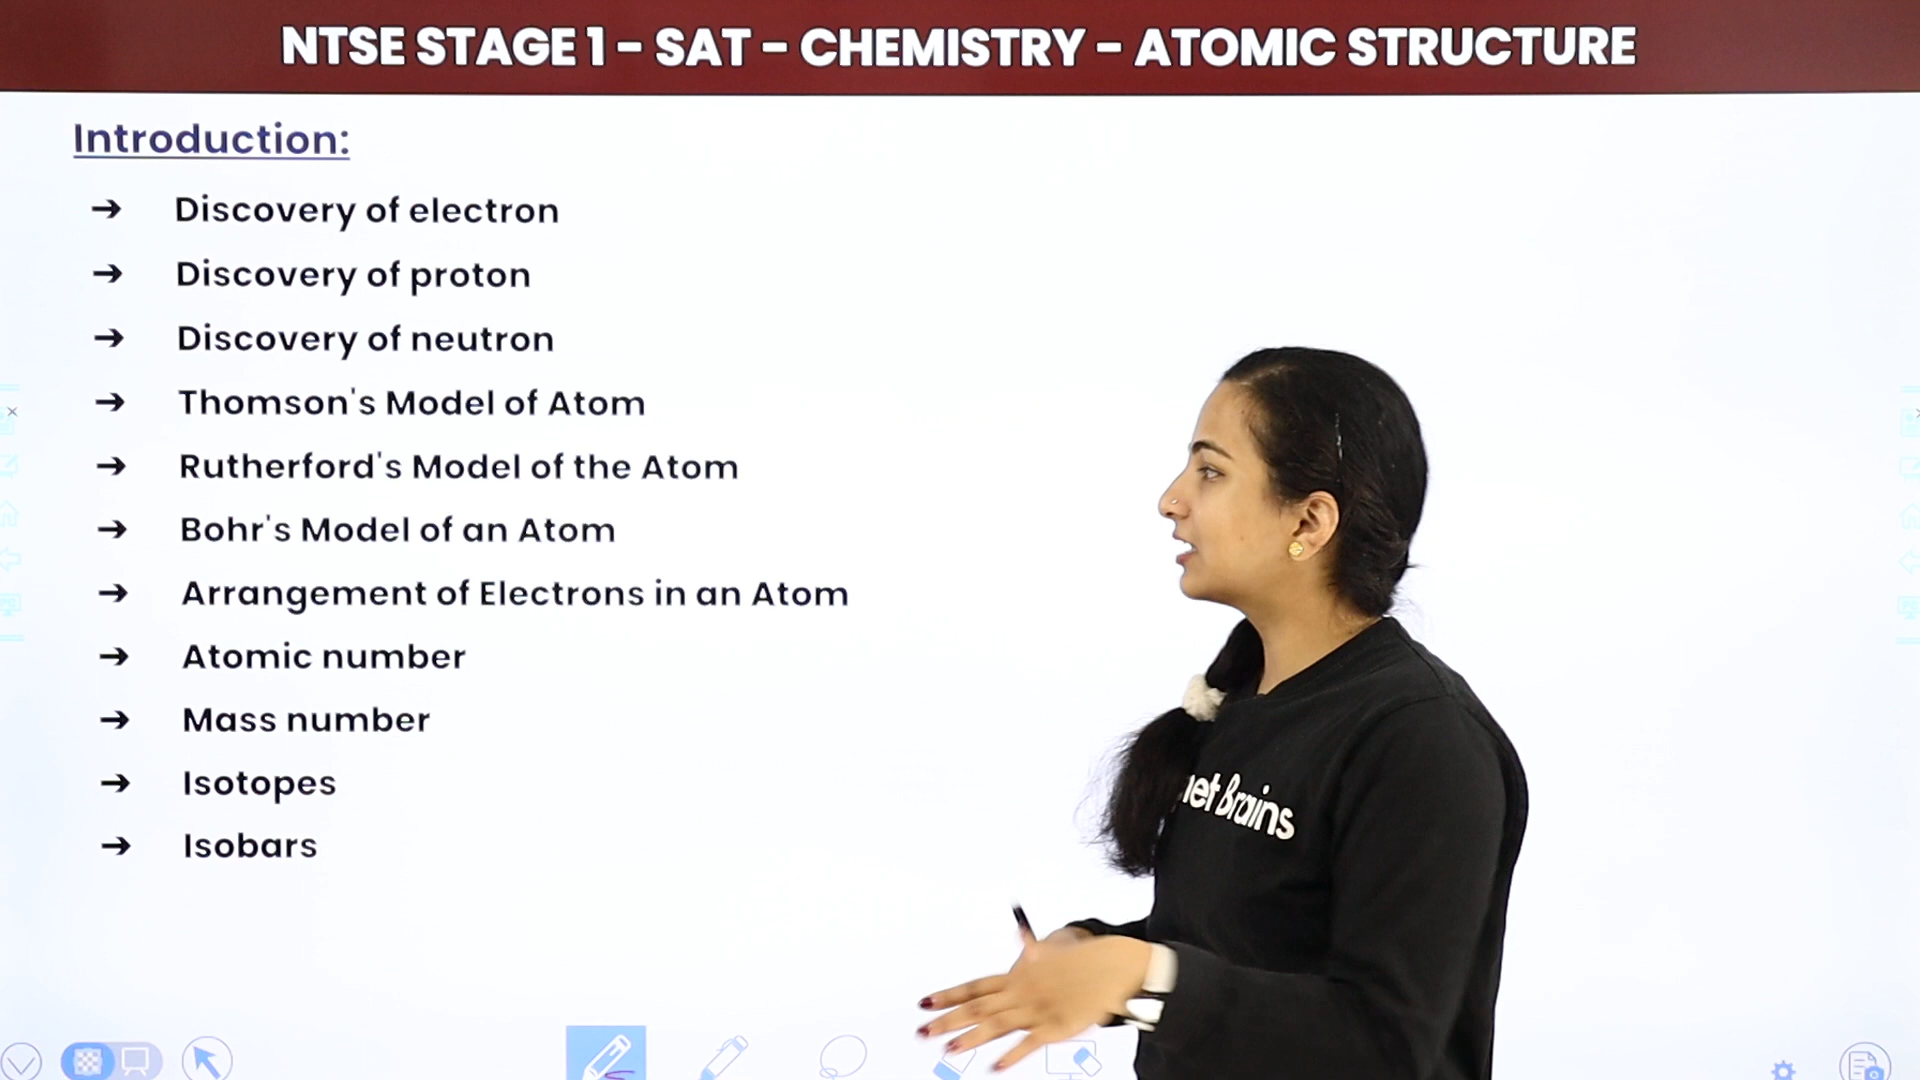 NTSE STAGE 1 – SAT – CHEMISTRY – ATOMIC STRUCTURE
Introduction:
➔ Discovery of electron
➔ Discovery of proton
➔ Discovery of neutron
➔ Thomson's Model of Atom
➔ Rutherford's Model of the Atom
➔ Bohr's Model of an Atom
➔ Arrangement of Electrons in an Atom
➔ Atomic number
➔ Mass number
➔ Isotopes
➔ Isobars
net Brains